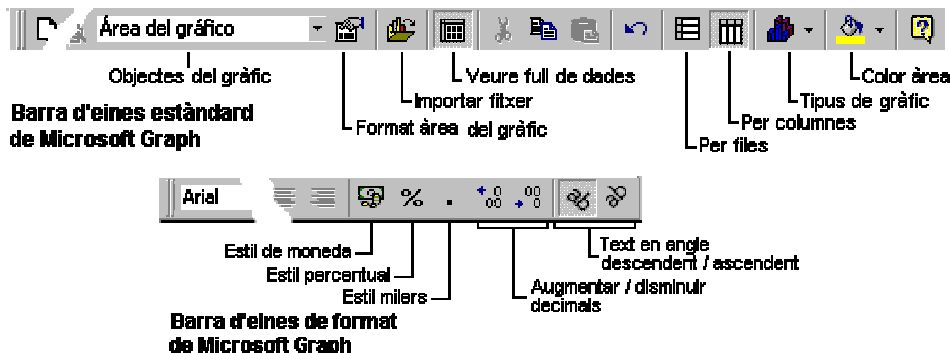 Área del gráfico
Objectes del gràfic
Veure full de dades
Color àrea
Importar fitxer
Tipus de gràfic
Barra d'eines estàndard
de Microsoft Graph
Format àrea del gràfic
Per columnes
Per files
Arial
%
Estil de moneda
Text en angle
descendent / ascendent
Estil percentual
Estil milers
Augmentar / disminuir
decimals
Barra d'eines de format
de Microsoft Graph